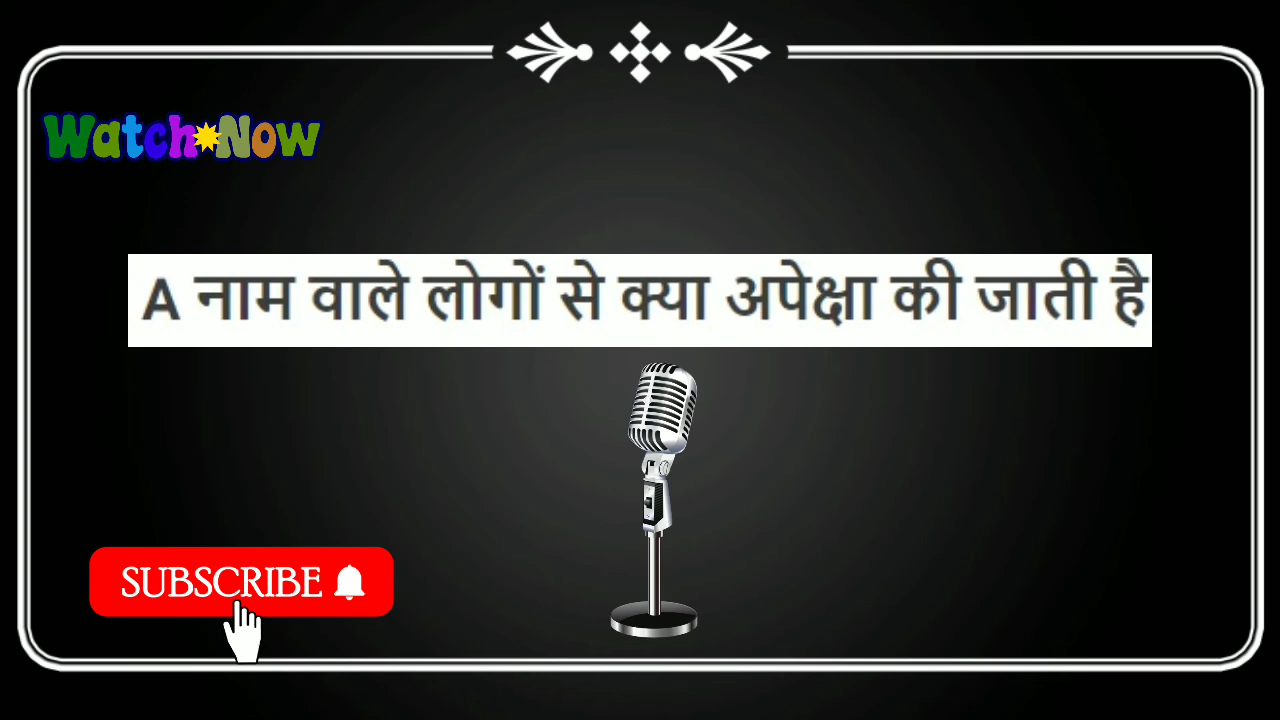 Watch Now
A नाम वाले लोगों से क्या अपेक्षा की जाती है
SUBSCRIBE